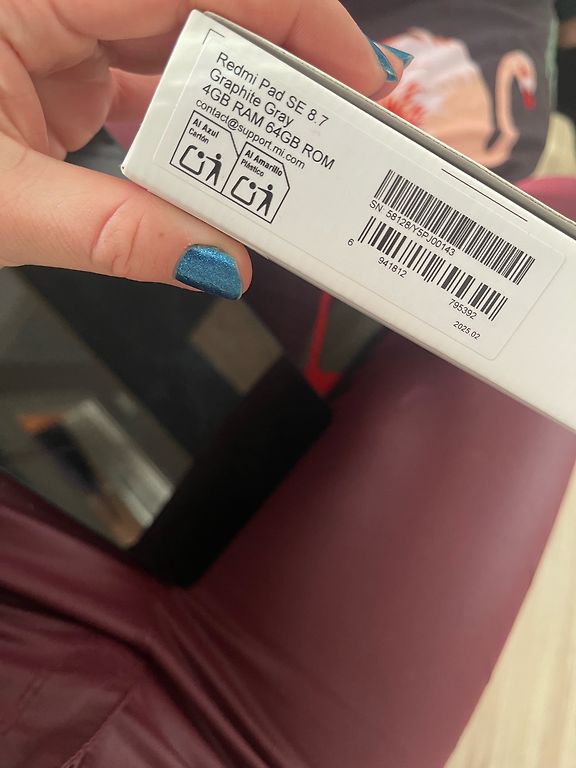 Redmi Pad SE 8.7
Graphite Gray
4GB RAM 64GB ROM
contact@support.mi.com
Al Azul
Cartón
Al Amarillo
Plástico
SN: 58128/Y5PJ00143
6 941812 795392
2025.02